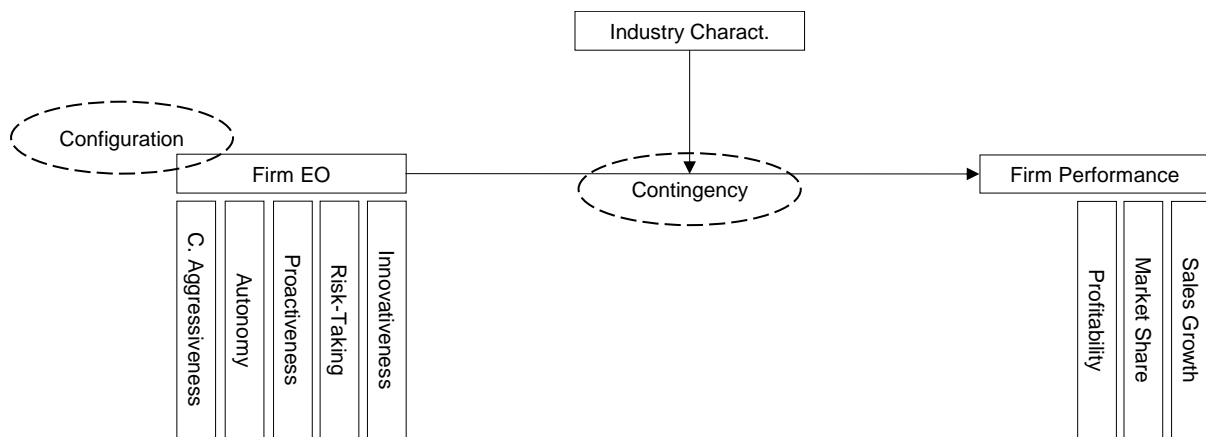 Industry Charact.
Configuration
Firm EO
Contingency
Firm Performance
C. Aggressiveness
Autonomy
Proactiveness
Risk-Taking
Innovativeness
Profitability
Market Share
Sales Growth